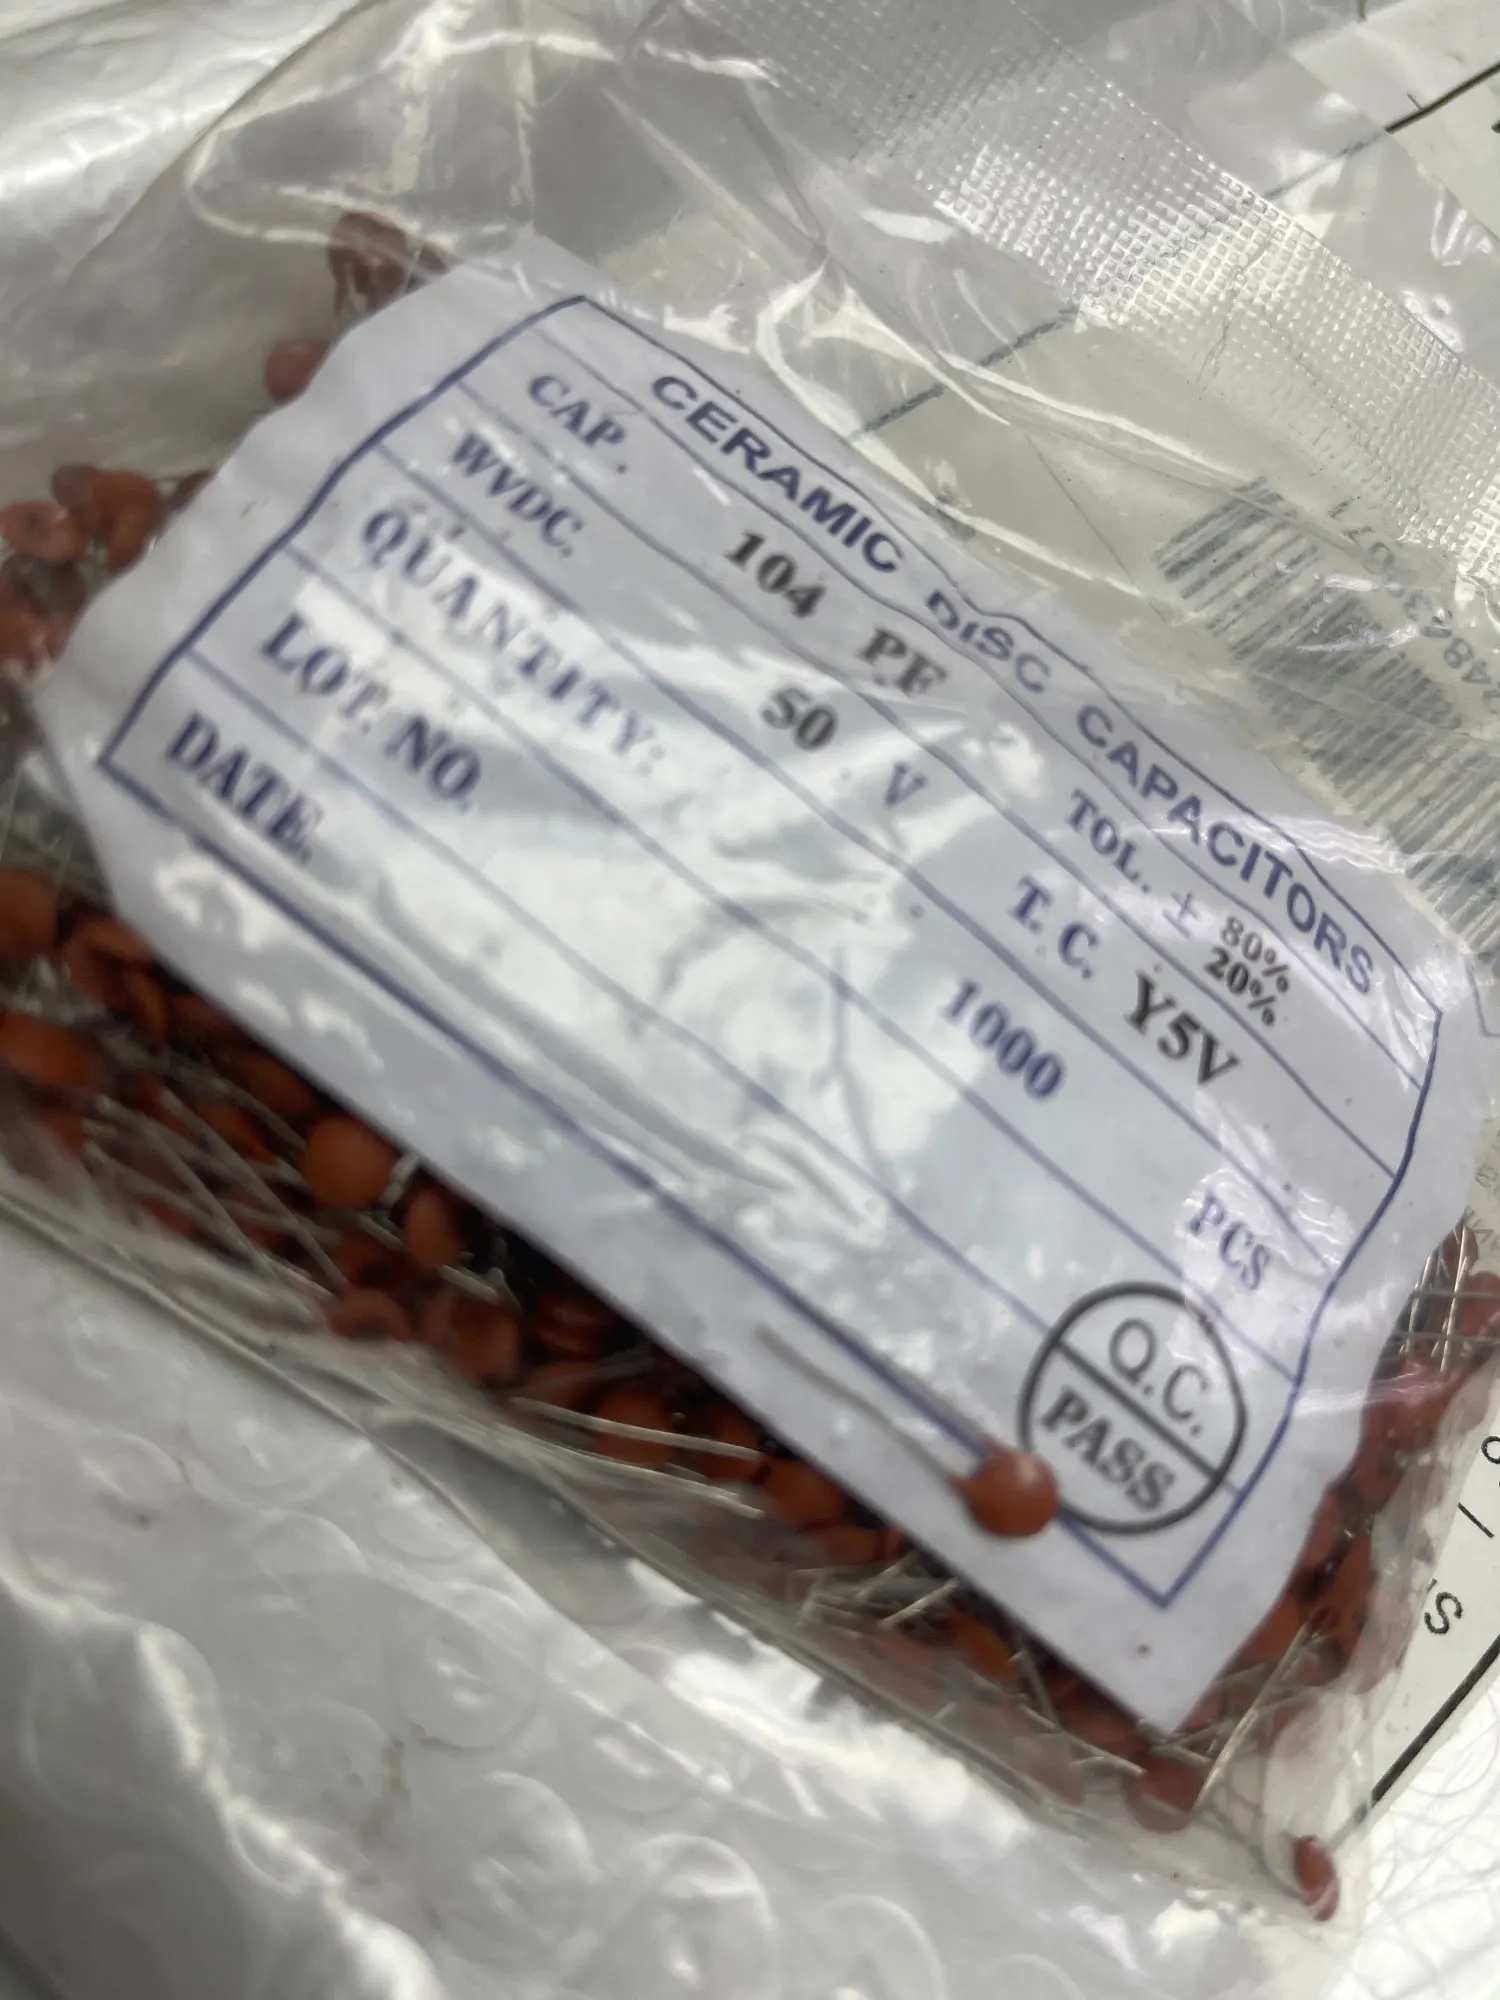 CERAMIC DISC CAPACITORS
CAP. 104 PF TOL. ± 80% 20%
WVDC. 50 V T. C. Y5V
QUANTITY: 1000 PCS
LOT. NO.
DATE.
Q.C.
PASS